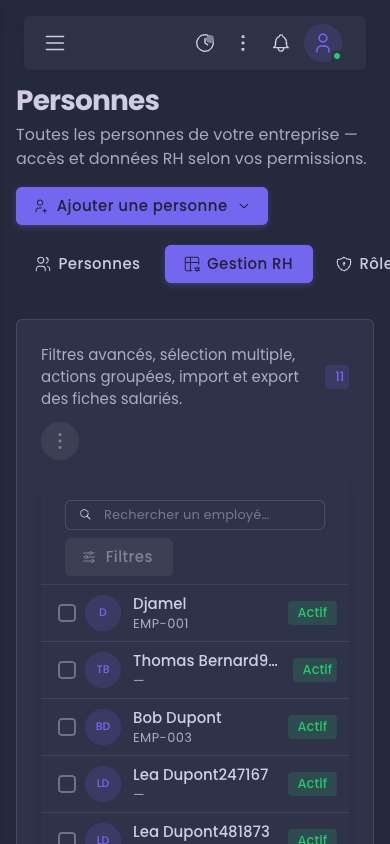 Personnes
Toutes les personnes de votre entreprise —
accès et données RH selon vos permissions.
Ajouter une personne
Personnes
Gestion RH
Rôle
Filtres avancés, sélection multiple,
actions groupées, import et export
des fiches salariés.
11
Rechercher un employé...
Filtres
D
Djamel
EMP-001
Actif
TB
Thomas Bernard9...
—
Actif
BD
Bob Dupont
EMP-003
Actif
LD
Lea Dupont247167
—
Actif
LD
Lea Dupont481873
Actif